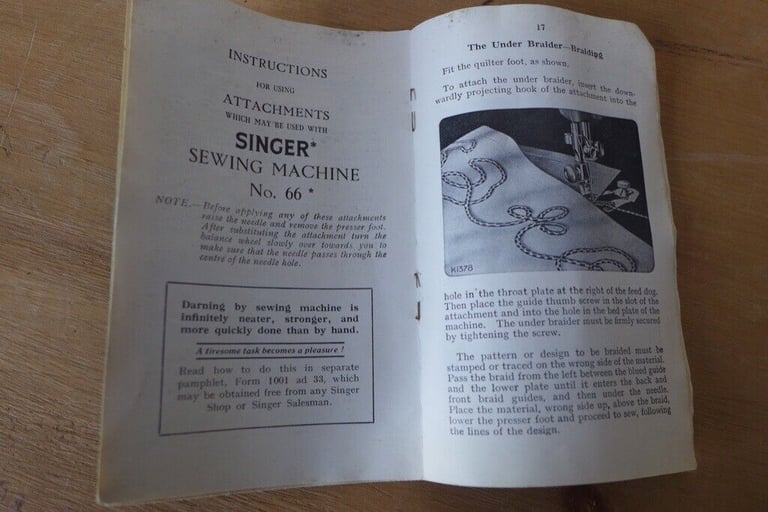 INSTRUCTIONS
FOR USING
ATTACHMENTS
WHICH MAY BE USED WITH
SINGER*
SEWING MACHINE
No. 66 *
NOTE.—Before applying any of these attachments
raise the needle and remove the presser foot.
After substituting the attachment turn the
balance wheel slowly over towards you to
make sure that the needle passes through the
centre of the needle hole.
Darning by sewing machine is
infinitely neater, stronger, and
more quickly done than by hand.
A tiresome task becomes a pleasure!
Read how to do this in separate
pamphlet, Form 1001 ad 33, which
may be obtained free from any Singer
Shop or Singer Salesman.
17
The Under Braider—Braiding
Fit the quilter foot, as shown.
To attach the under braider, insert the down-
wardly projecting hook of the attachment into the
K1378
hole in the throat plate at the right of the feed dog.
Then place the guide thumb screw in the slot of the
attachment and into the hole in the bed plate of the
machine. The under braider must be firmly secured
by tightening the screw.
The pattern or design to be braided must be
stamped or traced on the wrong side of the material.
Pass the braid from the left between the blued guide
and the lower plate until it enters the back and
front braid guides, and then under the needle.
Place the material, wrong side up, above the braid,
lower the presser foot and proceed to sew, following
the lines of the design.